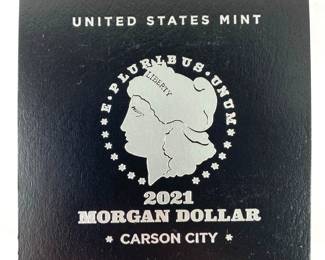 UNITED STATES MINT
E·PLURIBUS·UNUM
LIBERTY
2021
MORGAN DOLLAR
* CARSON CITY *